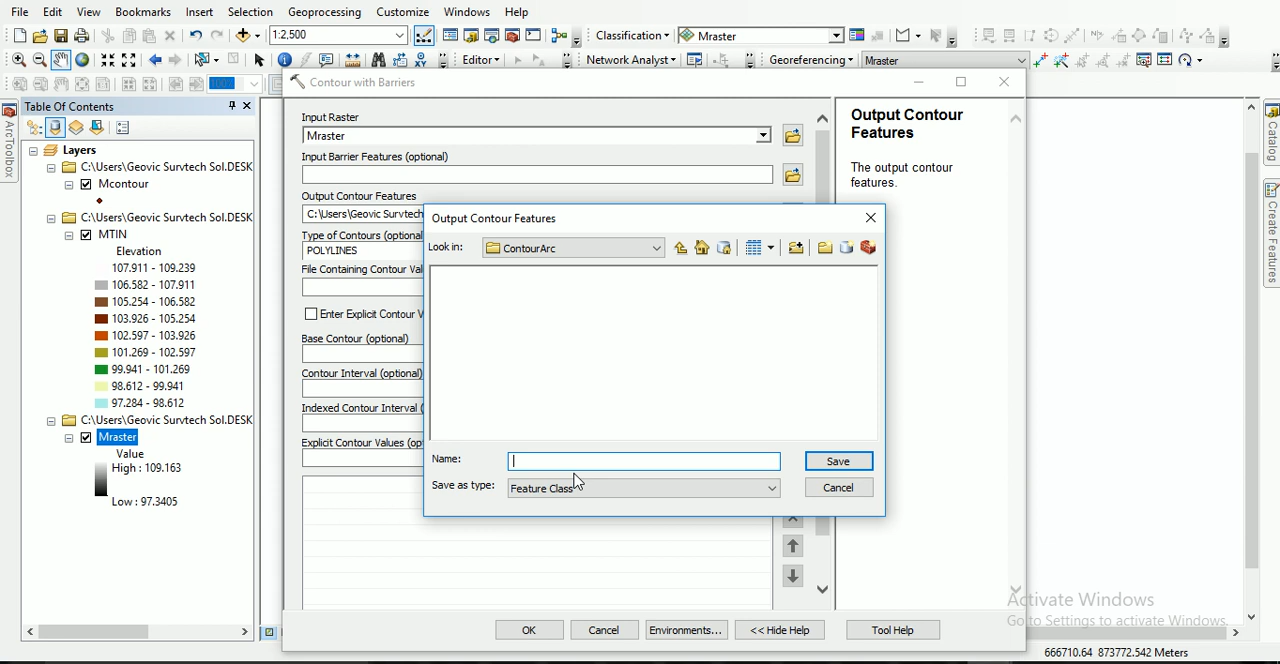 File Edit View Bookmarks Insert Selection Geoprocessing Customize Windows Help
1:2,500 Classification Mraster
Editor Network Analyst Georeferencing Mraster
100%
Table Of Contents
ArcToolbox
Layers
C:\Users\Geovic Survtech Sol.DESK
Mcontour
C:\Users\Geovic Survtech Sol.DESK
MTIN
Elevation
107.911 - 109.239
106.582 - 107.911
105.254 - 106.582
103.926 - 105.254
102.597 - 103.926
101.269 - 102.597
99.941 - 101.269
98.612 - 99.941
97.284 - 98.612
C:\Users\Geovic Survtech Sol.DESK
Mraster
Value
High : 109.163
Low : 97.3405
Contour with Barriers
Input Raster
Mraster
Input Barrier Features (optional)
Output Contour Features
C:\Users\Geovic Survtech
Type of Contours (optional
POLYLINES
File Containing Contour Val
Enter Explicit Contour V
Base Contour (optional)
Contour Interval (optional)
Indexed Contour Interval (
Explicit Contour Values (op
Output Contour Features
Look in: ContourArc
Name:
Save
Save as type: Feature Class
Cancel
OK Cancel Environments... << Hide Help Tool Help
Output Contour
Features
The output contour
features.
Catalog
Create Features
Activate Windows
Go to Settings to activate Windows.
666710.64 873772.542 Meters